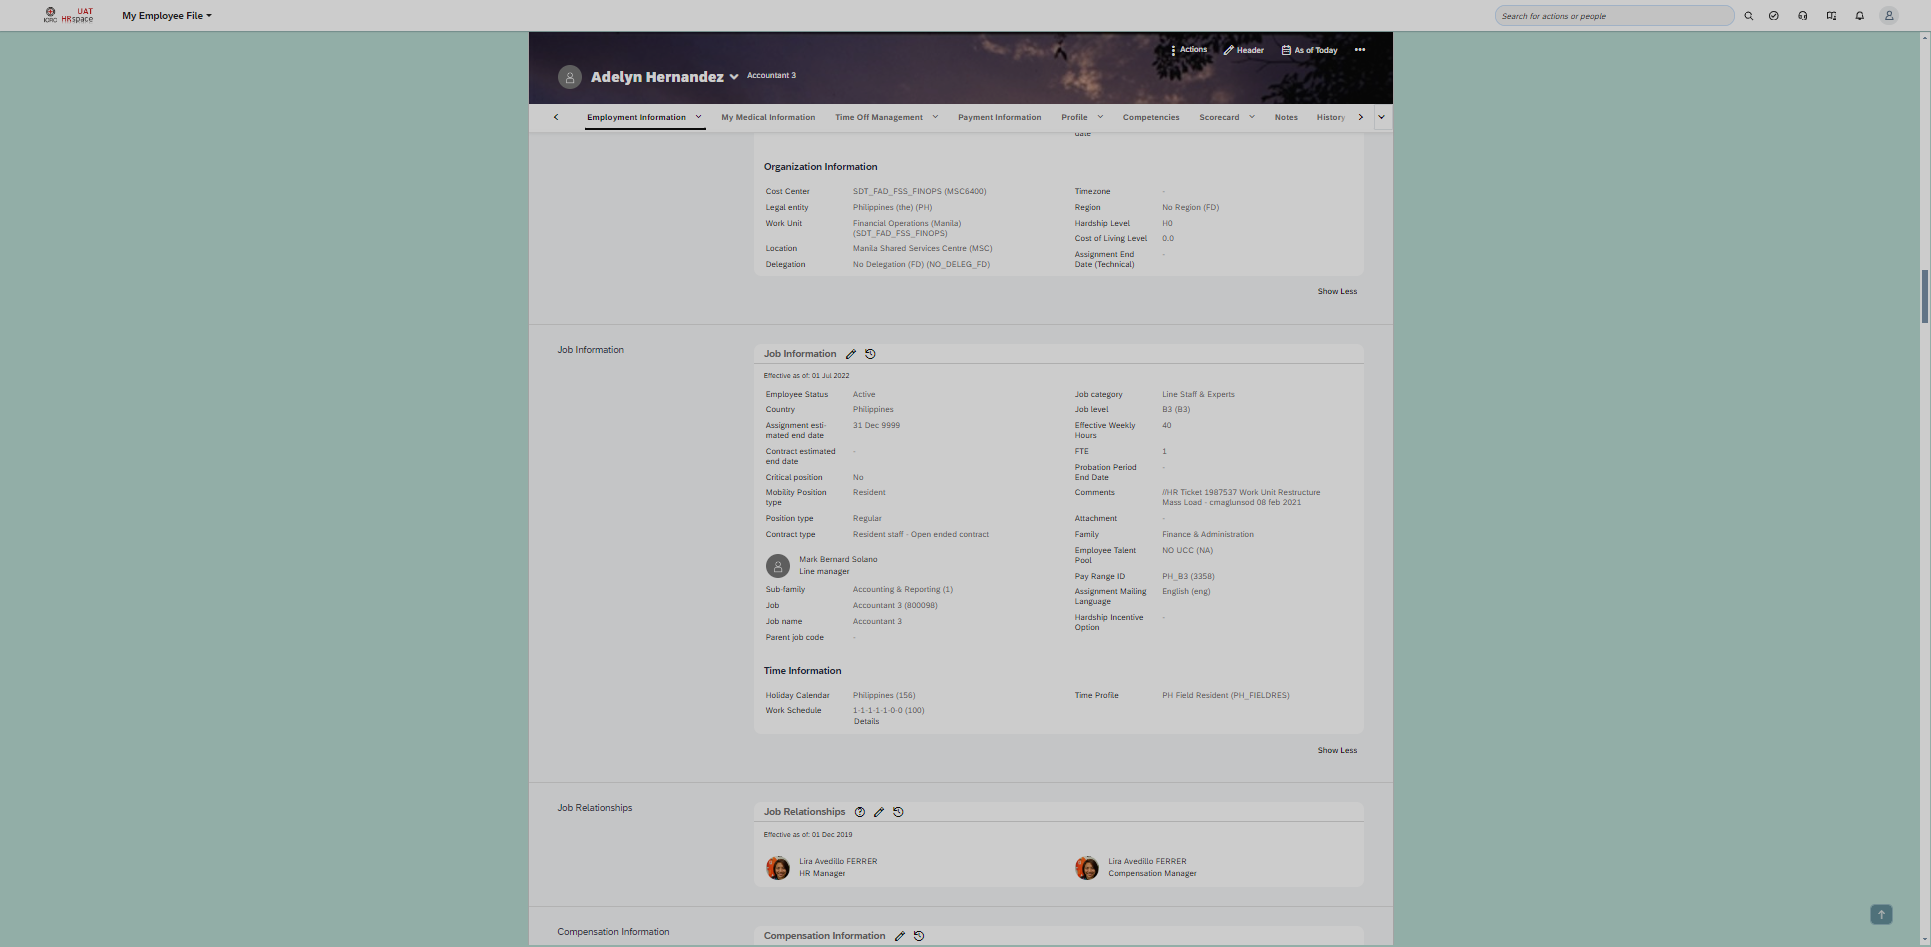 ICRC UAT HRspace My Employee File
Search for actions or people
Actions Header As of Today •••
Adelyn Hernandez Accountant 3
Employment Information My Medical Information Time Off Management Payment Information Profile Competencies Scorecard Notes History
date
Organization Information
Cost Center SDT_FAD_FSS_FINOPS (MSC6400)
Legal entity Philippines (the) (PH)
Work Unit Financial Operations (Manila)
(SDT_FAD_FSS_FINOPS)
Location Manila Shared Services Centre (MSC)
Delegation No Delegation (FD) (NO_DELEG_FD)
Timezone -
Region No Region (FD)
Hardship Level H0
Cost of Living Level 0.0
Assignment End -
Date (Technical)
Show Less
Job Information
Job Information
Effective as of: 01 Jul 2022
Employee Status Active
Country Philippines
Assignment esti- 31 Dec 9999
mated end date
Contract estimated -
end date
Critical position No
Mobility Position Resident
type
Position type Regular
Contract type Resident staff - Open ended contract
Mark Bernard Solano
Line manager
Sub-family Accounting & Reporting (1)
Job Accountant 3 (800098)
Job name Accountant 3
Parent job code -
Job category Line Staff & Experts
Job level B3 (B3)
Effective Weekly 40
Hours
FTE 1
Probation Period -
End Date
Comments //HR Ticket 1987537 Work Unit Restructure
Mass Load - cmaglunsod 08 feb 2021
Attachment -
Family Finance & Administration
Employee Talent NO UCC (NA)
Pool
Pay Range ID PH_B3 (3358)
Assignment Mailing English (eng)
Language
Hardship Incentive -
Option
Time Information
Holiday Calendar Philippines (156)
Work Schedule 1-1-1-1-1-0-0 (100)
Details
Time Profile PH Field Resident (PH_FIELDRES)
Show Less
Job Relationships
Job Relationships
Effective as of: 01 Dec 2019
Lira Avedillo FERRER
HR Manager
Lira Avedillo FERRER
Compensation Manager
Compensation Information
Compensation Information